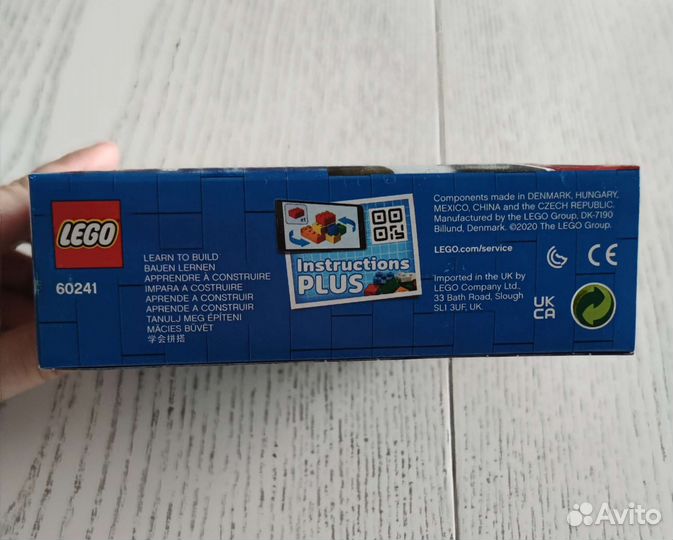 LEGO
60241
LEARN TO BUILD
BAUEN LERNEN
APPRENDRE À CONSTRUIRE
IMPARA A COSTRUIRE
APRENDE A CONSTRUIR
APRENDE A CONSTRUIR
TANULJ MEG ÉPÍTENI
MĀCIES BŪVĒT
学会拼搭
x1
Instructions
PLUS
Components made in DENMARK, HUNGARY,
MEXICO, CHINA and the CZECH REPUBLIC.
Manufactured by the LEGO Group, DK-7190
Billund, Denmark. ©2020 The LEGO Group.
LEGO.com/service
Imported in the UK by
LEGO Company Ltd.,
33 Bath Road, Slough
SL1 3UF, UK.
CE
UK
CA
Avito